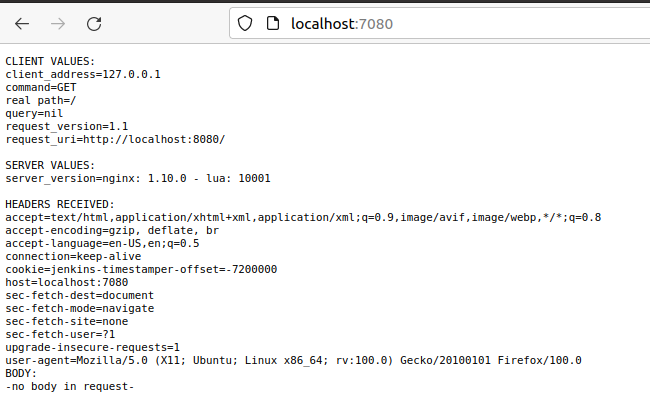 localhost:7080
CLIENT VALUES:
client_address=127.0.0.1
command=GET
real path=/
query=nil
request_version=1.1
request_uri=http://localhost:8080/
SERVER VALUES:
server_version=nginx: 1.10.0 - lua: 10001
HEADERS RECEIVED:
accept=text/html,application/xhtml+xml,application/xml;q=0.9,image/avif,image/webp,*/*;q=0.8
accept-encoding=gzip, deflate, br
accept-language=en-US,en;q=0.5
connection=keep-alive
cookie=jenkins-timestamper-offset=-7200000
host=localhost:7080
sec-fetch-dest=document
sec-fetch-mode=navigate
sec-fetch-site=none
sec-fetch-user=?1
upgrade-insecure-requests=1
user-agent=Mozilla/5.0 (X11; Ubuntu; Linux x86_64; rv:100.0) Gecko/20100101 Firefox/100.0
BODY:
-no body in request-